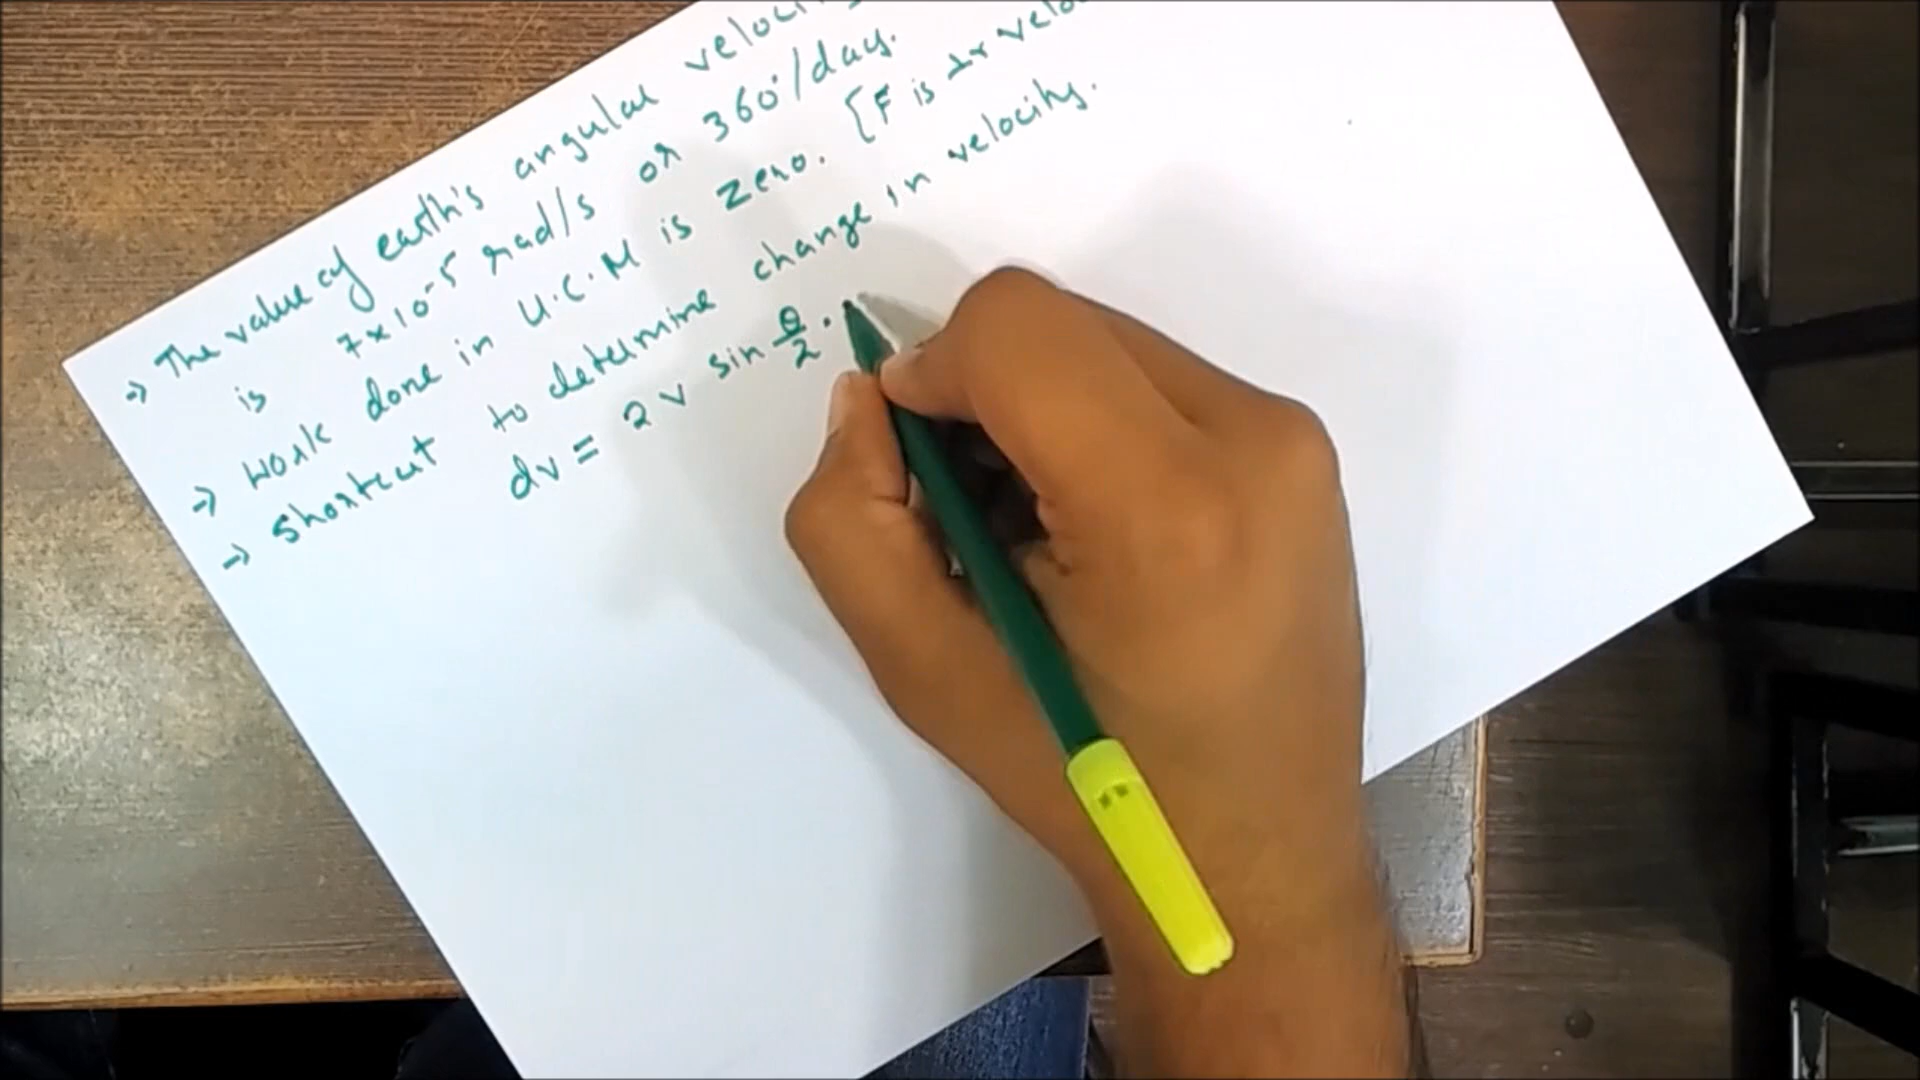 → The value of earth's angular
is 7×10⁻⁵ rad/s or 360°/day.
→ Work done in U.C.M is zero. [F is ⊥r
→ Shortcut to determine change in velocity.
dv = 2v sin θ/2 .